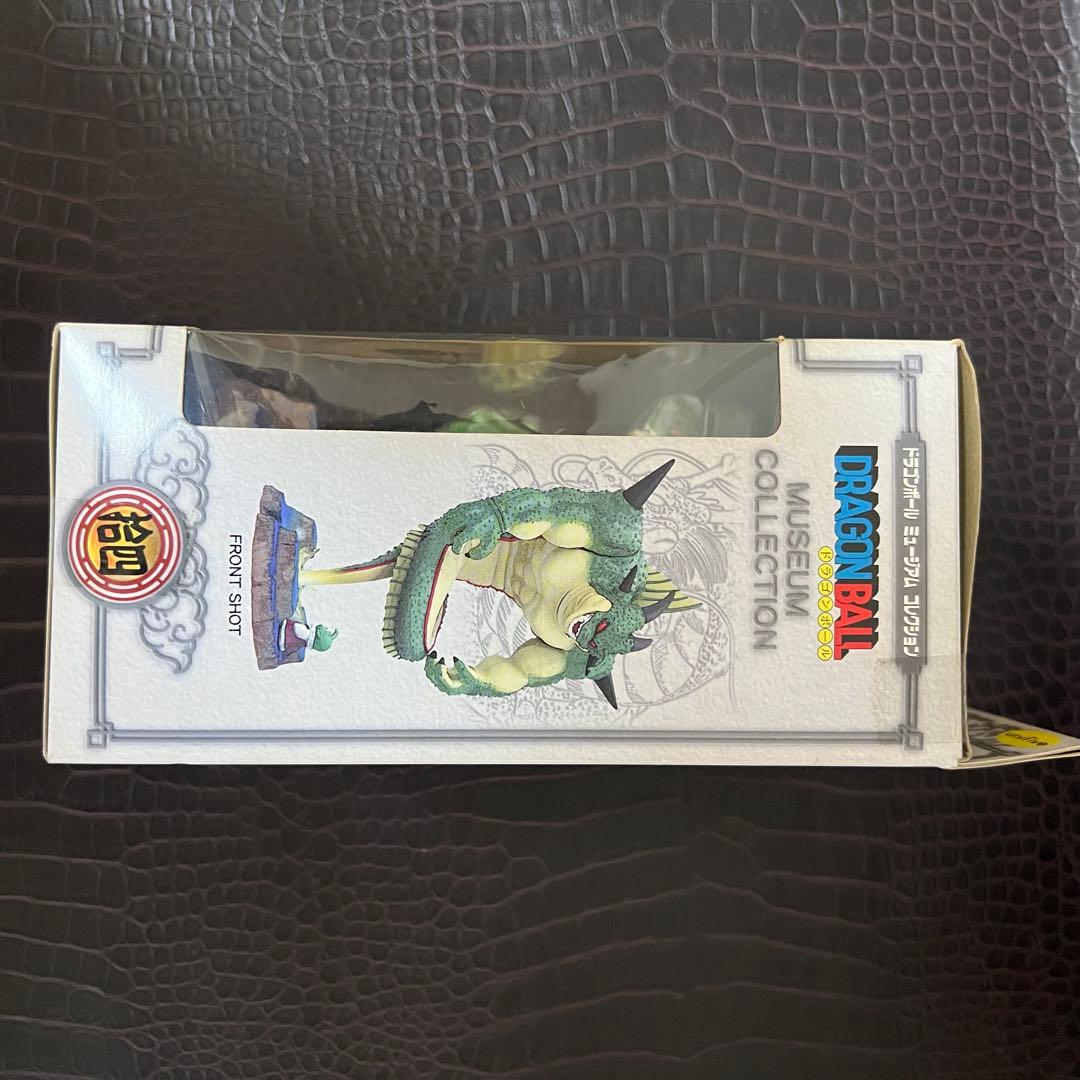 ドラゴンボール ミュージアム コレクション
DRAGON BALL
ドラゴンボール
MUSEUM
COLLECTION
FRONT SHOT
拾四
unifive